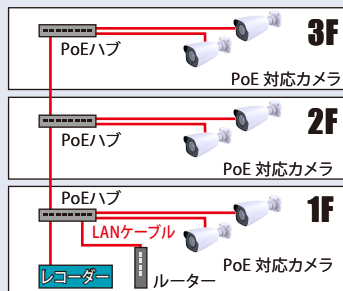 3F
PoEハブ
PoE 対応カメラ
2F
PoEハブ
PoE 対応カメラ
PoEハブ
1F
LANケーブル
PoE 対応カメラ
レコーダー
ルーター